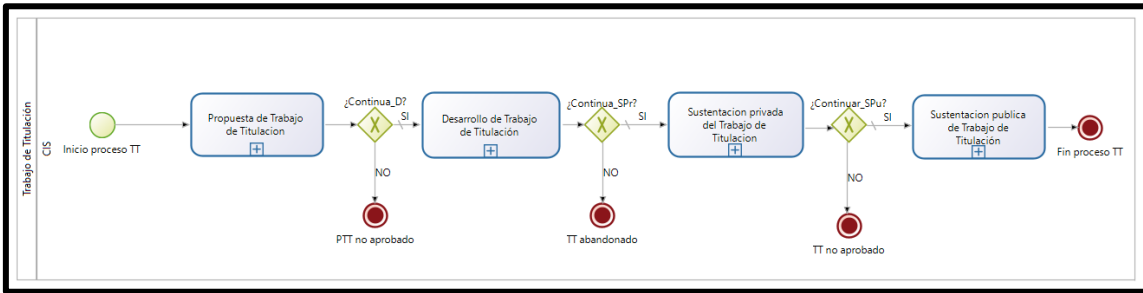 Trabajo de Titulación
CIS
Inicio proceso TT
Propuesta de Trabajo
de Titulacion
¿Continua_D?
SI
NO
PTT no aprobado
Desarrollo de Trabajo
de Titulación
¿Continua_SPr?
SI
NO
TT abandonado
Sustentacion privada
del Trabajo de
Titulacion
¿Continuar_SPu?
SI
NO
TT no aprobado
Sustentacion publica
de Trabajo de
Titulación
Fin proceso TT